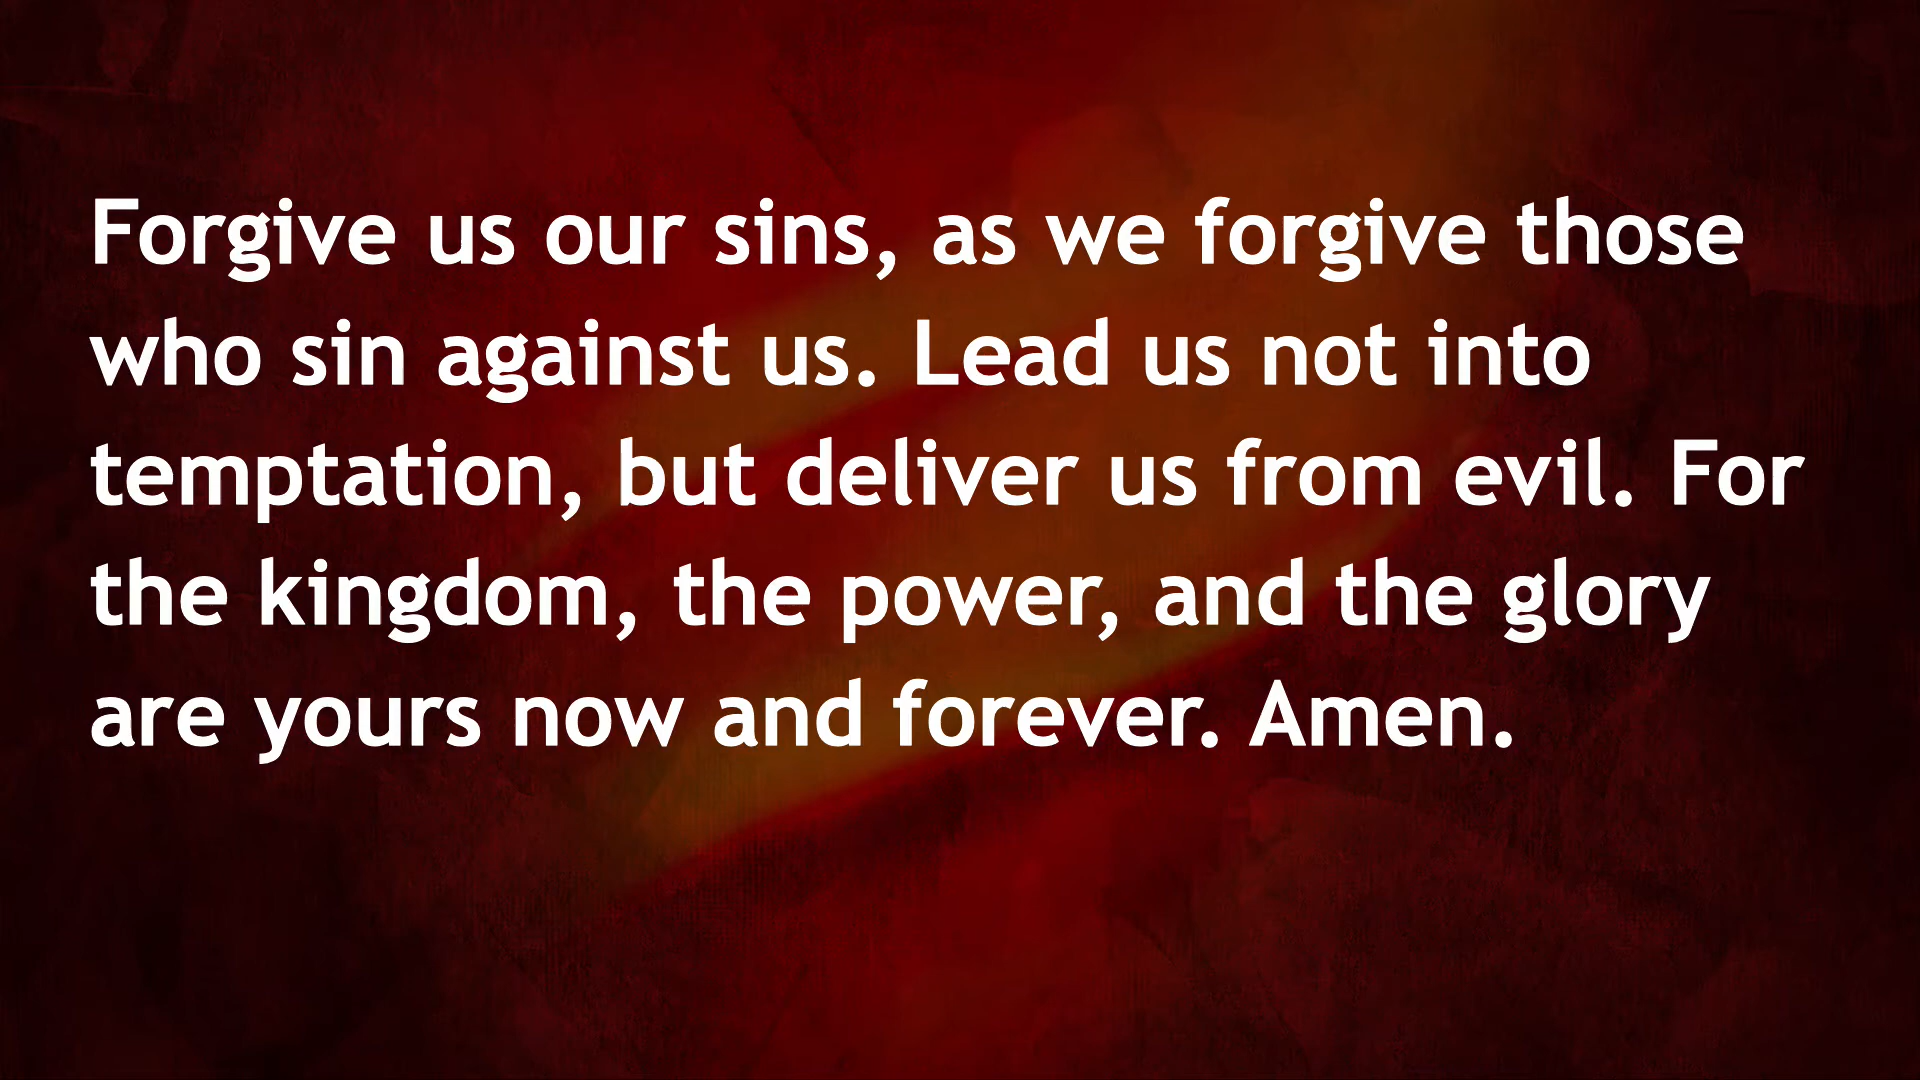 Forgive us our sins, as we forgive those
who sin against us. Lead us not into
temptation, but deliver us from evil. For
the kingdom, the power, and the glory
are yours now and forever. Amen.